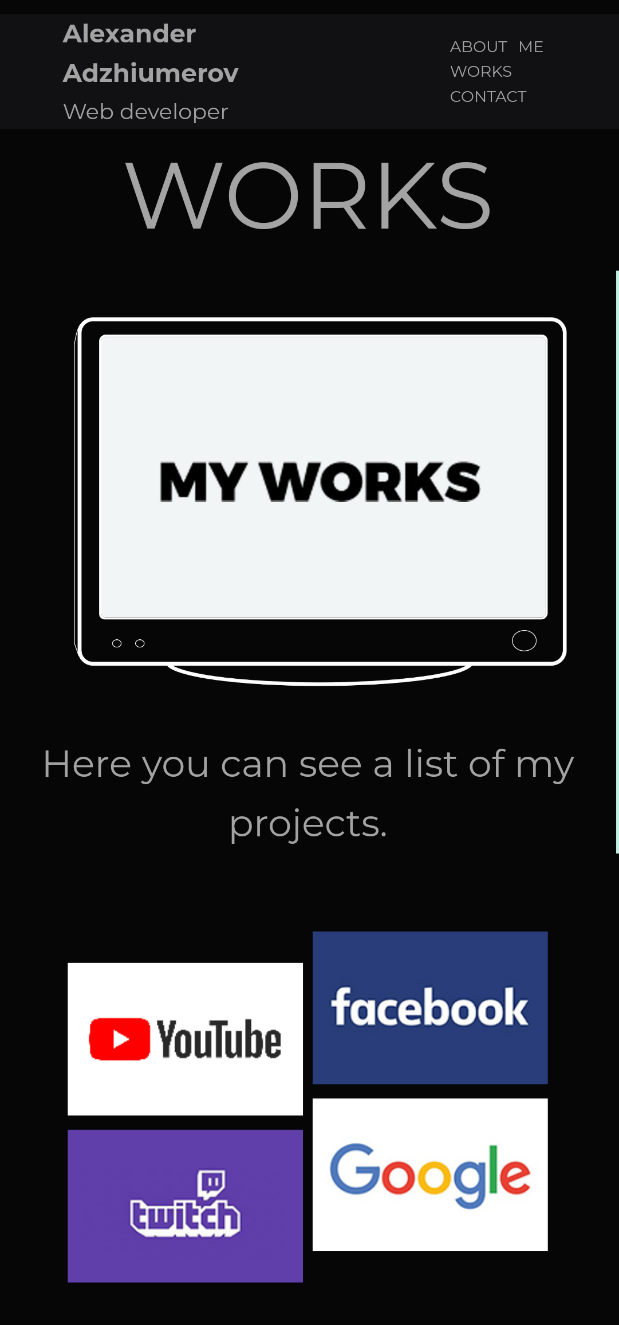 Alexander
Adzhiumerov
Web developer
ABOUT ME
WORKS
CONTACT
WORKS
MY WORKS
Here you can see a list of my
projects.
YouTube
facebook
twitch
Google